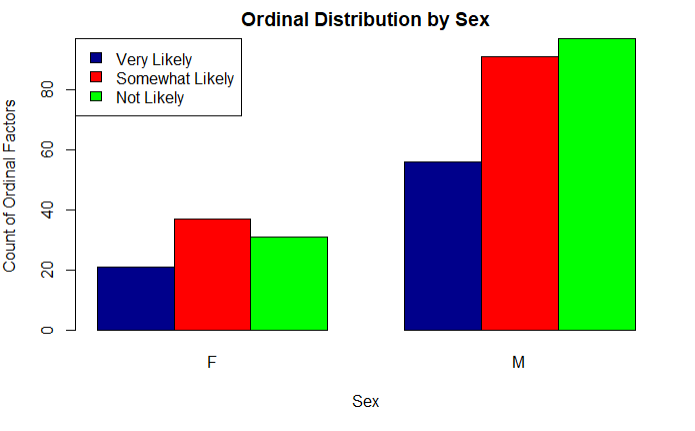 Ordinal Distribution by Sex
Very Likely
Somewhat Likely
Not Likely
Count of Ordinal Factors
80
60
40
20
0
F
M
Sex